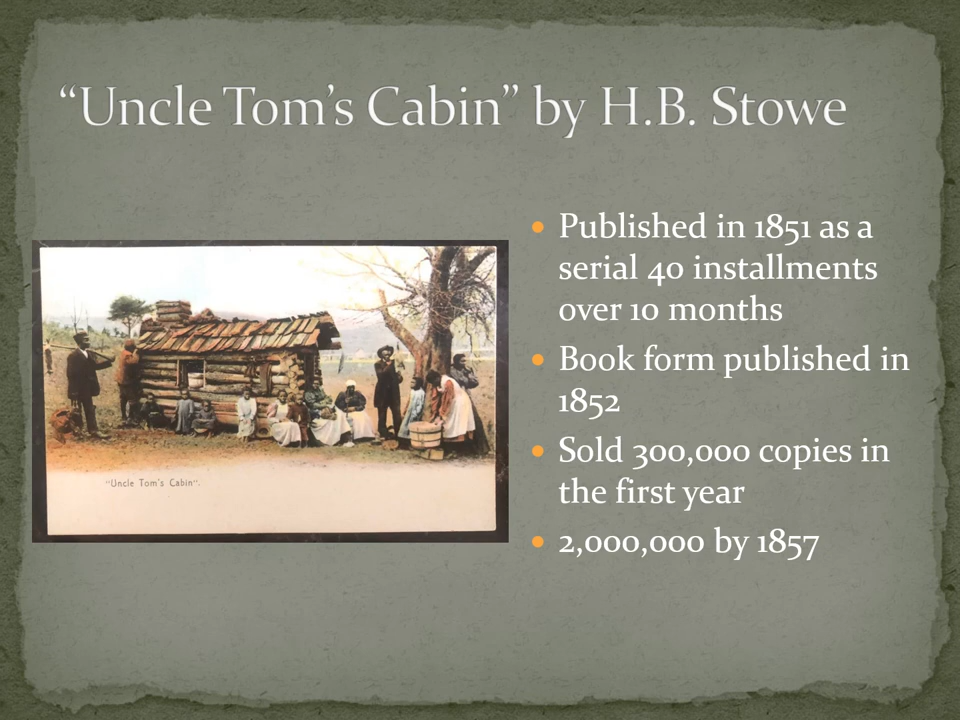 “Uncle Tom’s Cabin” by H.B. Stowe
Published in 1851 as a
serial 40 installments
over 10 months
Book form published in
1852
Sold 300,000 copies in
the first year
2,000,000 by 1857
"Uncle Tom's Cabin".